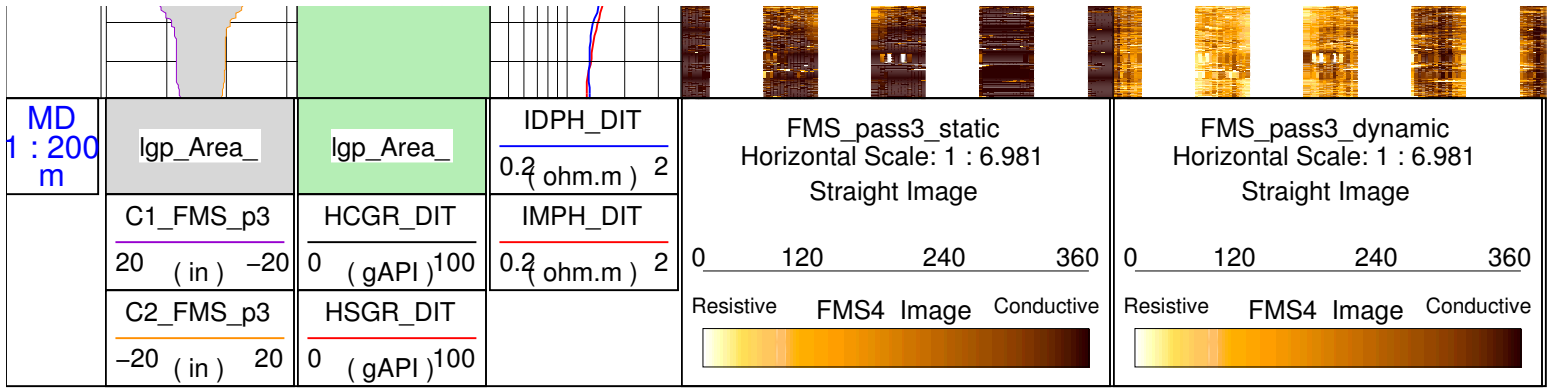 MD
1 : 200
m
lgp_Area_
C1_FMS_p3
20 ( in ) −20
C2_FMS_p3
−20 ( in ) 20
lgp_Area_
HCGR_DIT
0 ( gAPI ) 100
HSGR_DIT
0 ( gAPI ) 100
IDPH_DIT
0.2 ( ohm.m ) 2
IMPH_DIT
0.2 ( ohm.m ) 2
FMS_pass3_static
Horizontal Scale: 1 : 6.981
Straight Image
0 120 240 360
Resistive FMS4 Image Conductive
FMS_pass3_dynamic
Horizontal Scale: 1 : 6.981
Straight Image
0 120 240 360
Resistive FMS4 Image Conductive